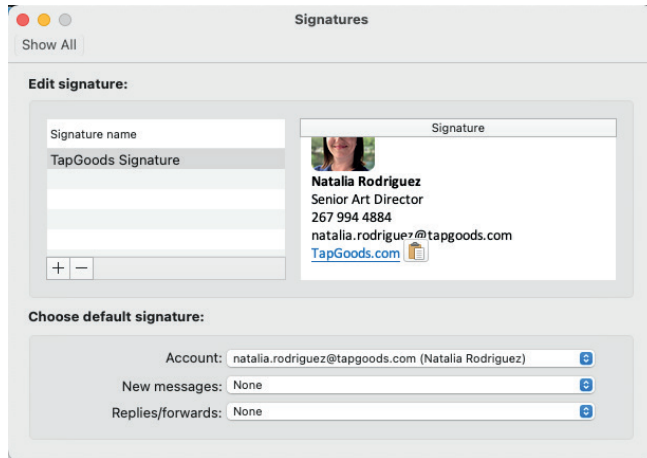 Signatures
Show All
Edit signature:
Signature name
TapGoods Signature
Signature
Natalia Rodriguez
Senior Art Director
267 994 4884
natalia.rodriguez@tapgoods.com
TapGoods.com
+ −
Choose default signature:
Account: natalia.rodriguez@tapgoods.com (Natalia Rodriguez)
New messages: None
Replies/forwards: None